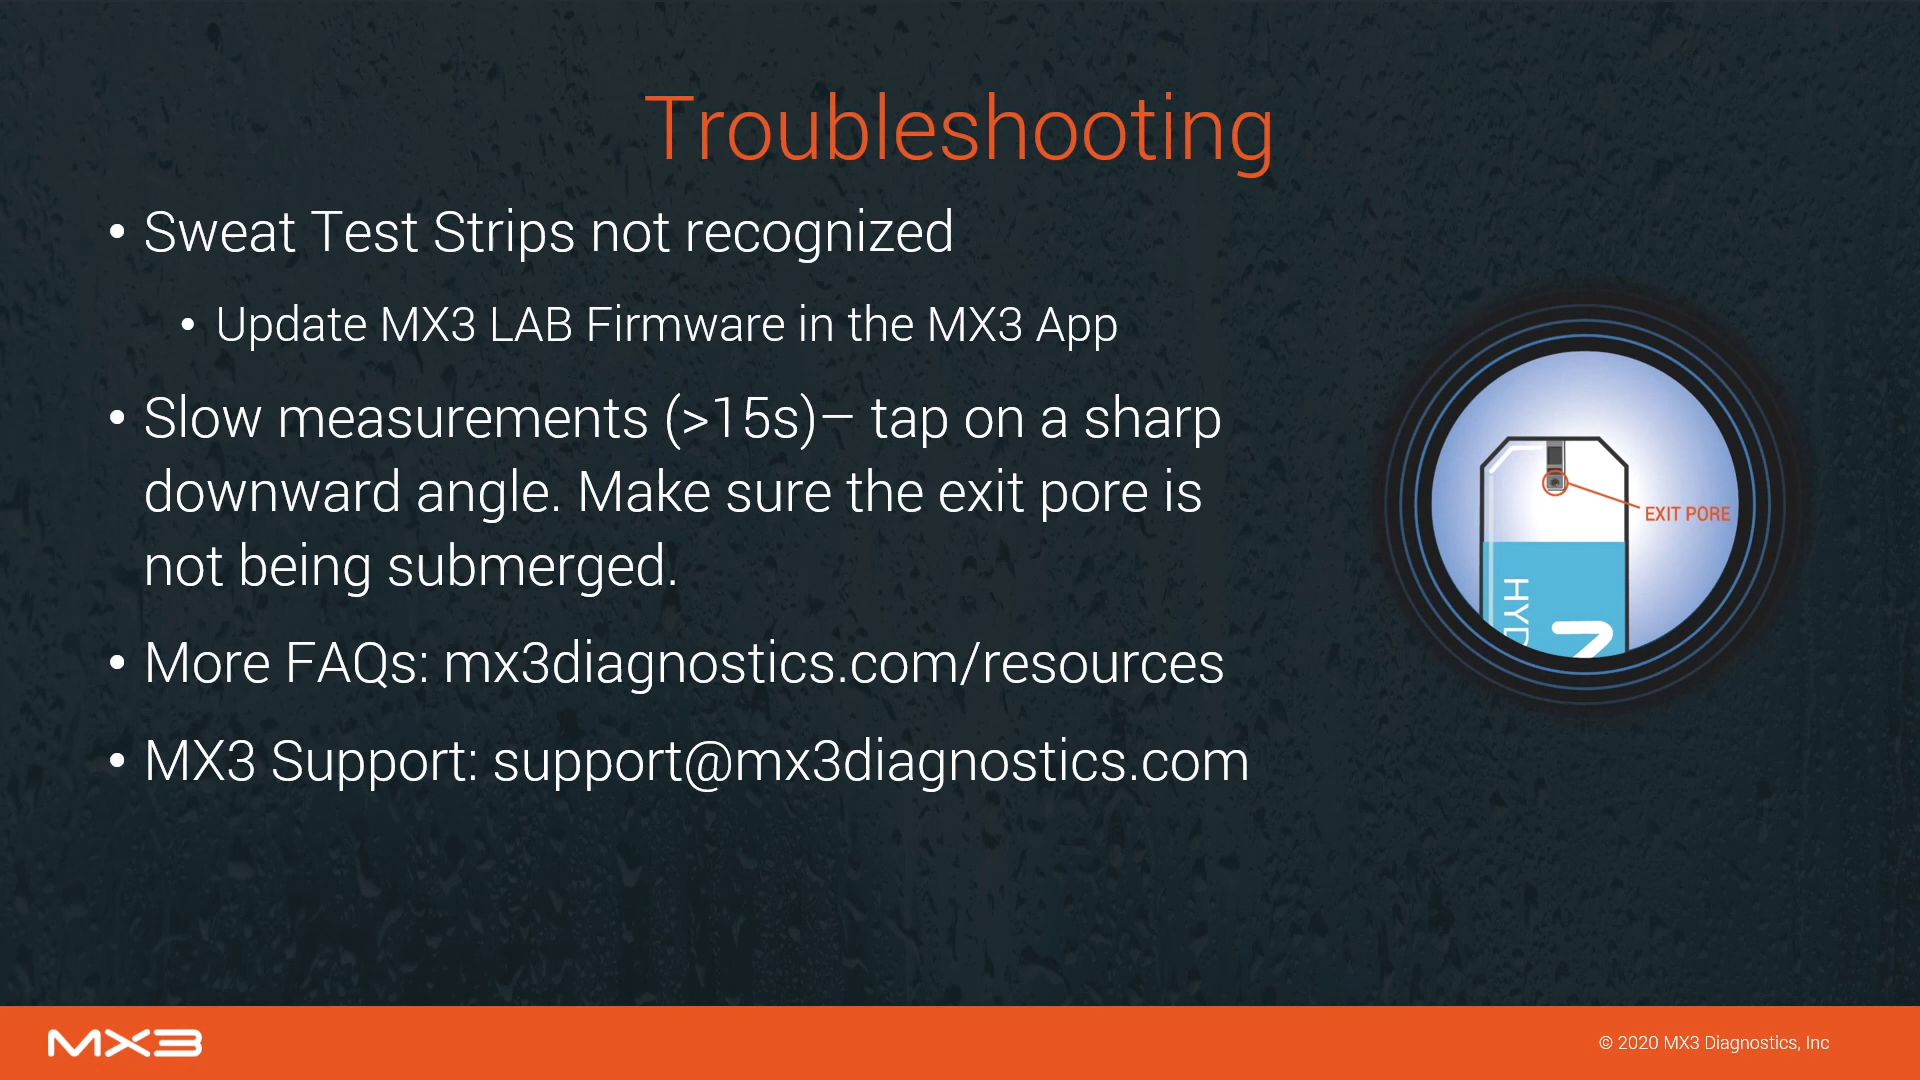 Troubleshooting
• Sweat Test Strips not recognized
• Update MX3 LAB Firmware in the MX3 App
• Slow measurements (>15s)– tap on a sharp
downward angle. Make sure the exit pore is
not being submerged.
• More FAQs: mx3diagnostics.com/resources
• MX3 Support: support@mx3diagnostics.com
EXIT PORE
HYD
MX3
© 2020 MX3 Diagnostics, Inc